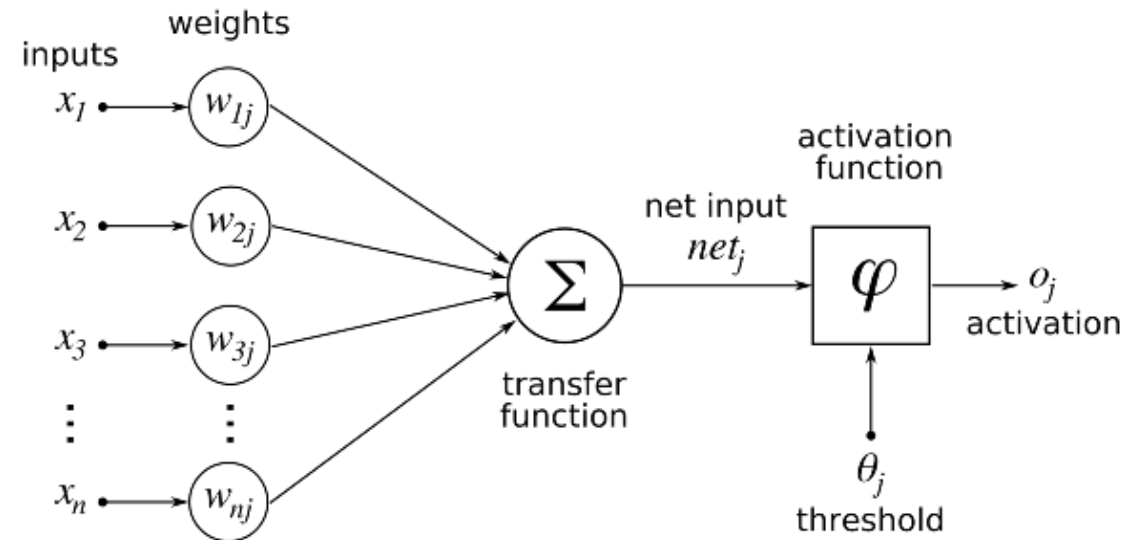 weights
inputs
x₁
w₁ⱼ
x₂
w₂ⱼ
x₃
w₃ⱼ
⋮
⋮
xₙ
wₙⱼ
Σ
transfer
function
net input
netⱼ
activation
function
φ
oⱼ
activation
θⱼ
threshold